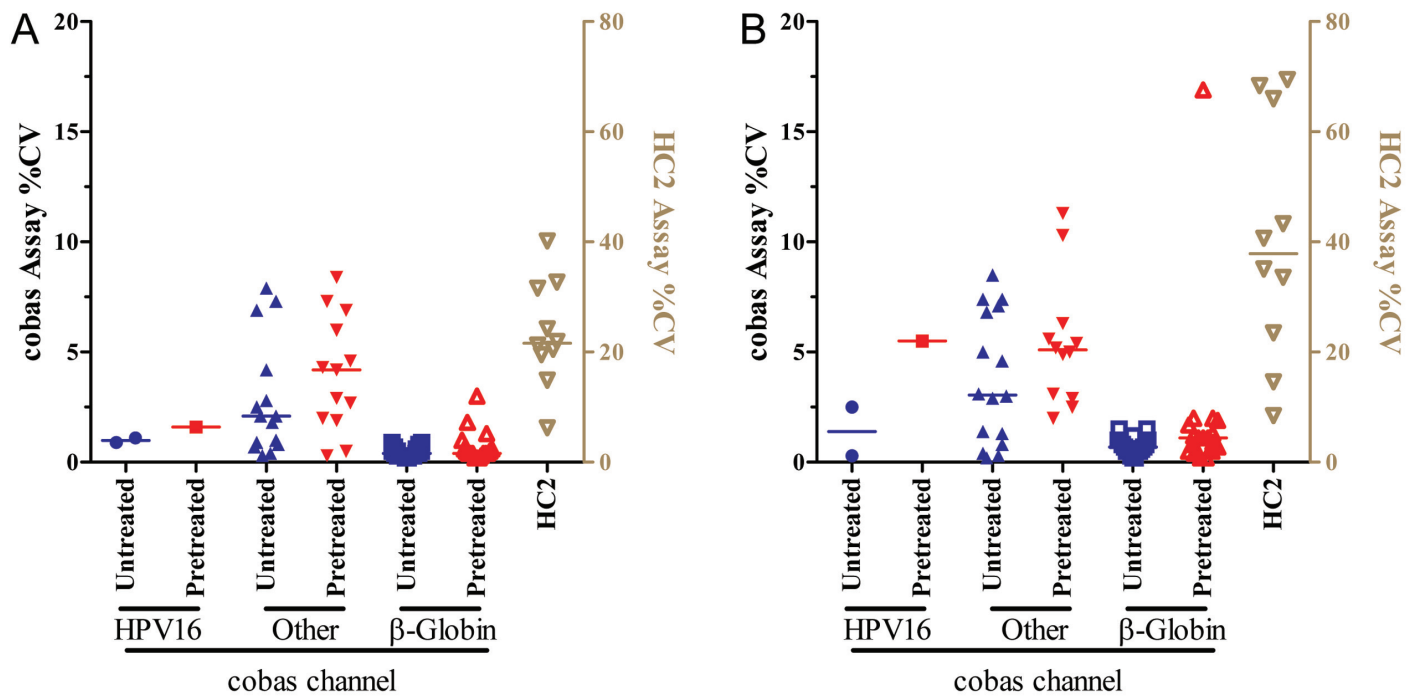 A
20
15
10
5
0
cobas Assay %CV
80
60
40
20
0
HC2 Assay %CV
Untreated
Pretreated
Untreated
Pretreated
Untreated
Pretreated
HC2
HPV16
Other
β-Globin
cobas channel
B
20
15
10
5
0
cobas Assay %CV
80
60
40
20
0
HC2 Assay %CV
Untreated
Pretreated
Untreated
Pretreated
Untreated
Pretreated
HC2
HPV16
Other
β-Globin
cobas channel